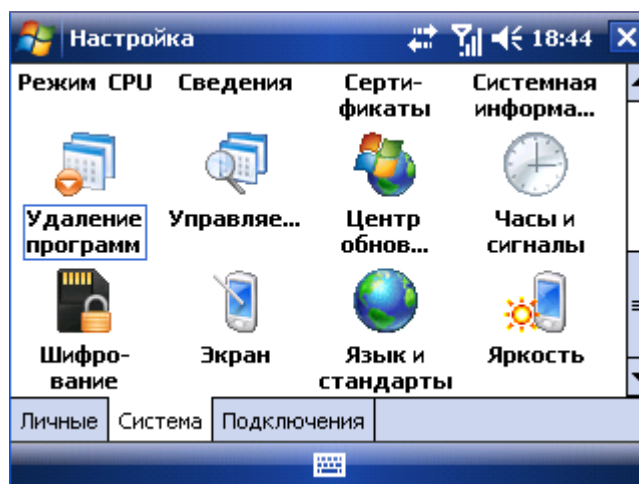 Настройка 18:44
Режим CPU Сведения Серти- Системная
фикаты информа...
Удаление Управляе... Центр Часы и
программ обнов... сигналы
Шифро- Экран Язык и Яркость
вание стандарты
Личные Система Подключения